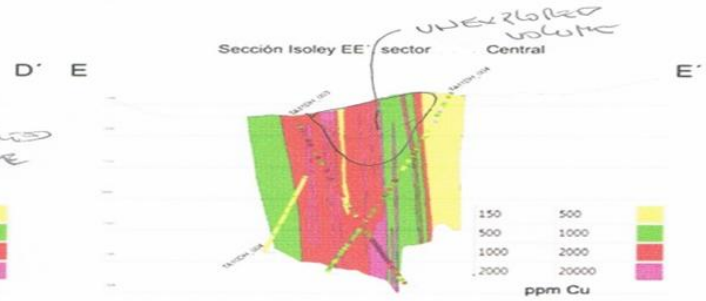 UNEXPLORED
VOLUME
Sección Isoley EE´ sector Central
D´ E E´
150 500
500 1000
1000 2000
2000 20000
ppm Cu